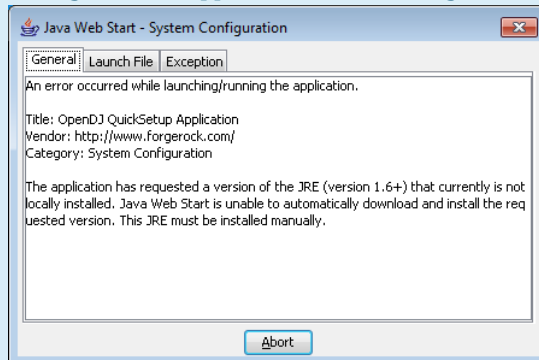 Java Web Start - System Configuration
General Launch File Exception
An error occurred while launching/running the application.
Title: OpenDJ QuickSetup Application
Vendor: http://www.forgerock.com/
Category: System Configuration
The application has requested a version of the JRE (version 1.6+) that currently is not
locally installed. Java Web Start is unable to automatically download and install the req
uested version. This JRE must be installed manually.
Abort